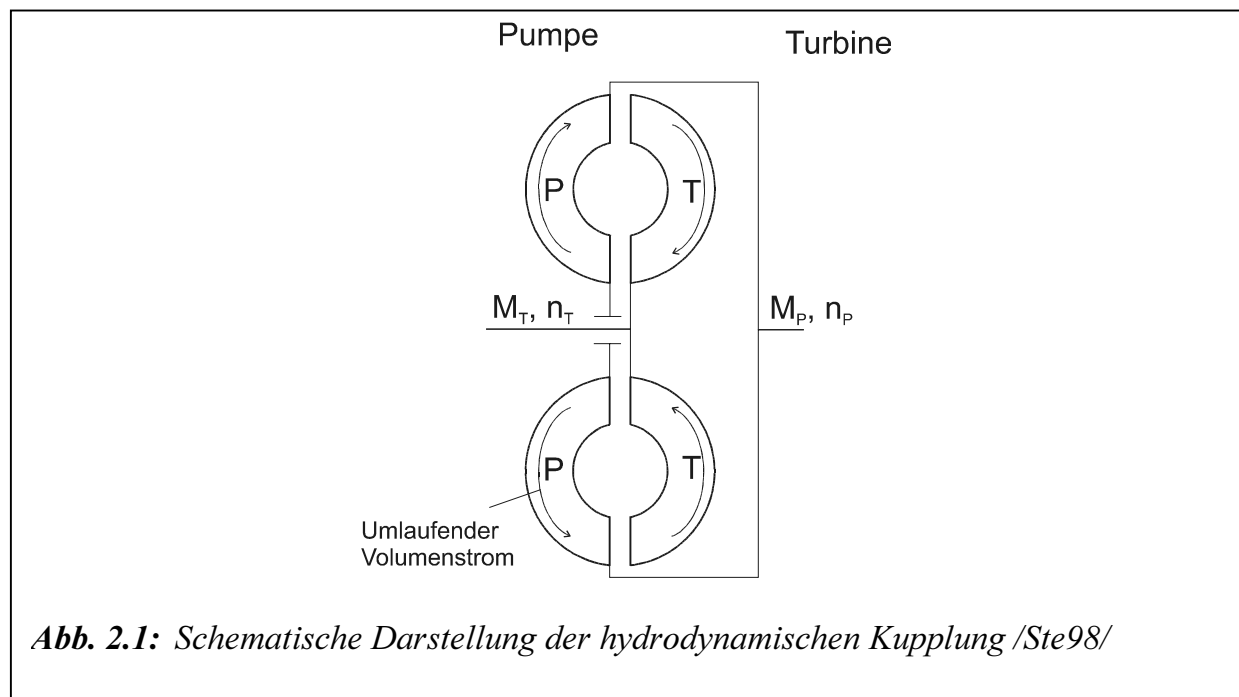 Pumpe
Turbine
P
T
M_T, n_T
M_P, n_P
P
T
Umlaufender
Volumenstrom
Abb. 2.1: Schematische Darstellung der hydrodynamischen Kupplung /Ste98/